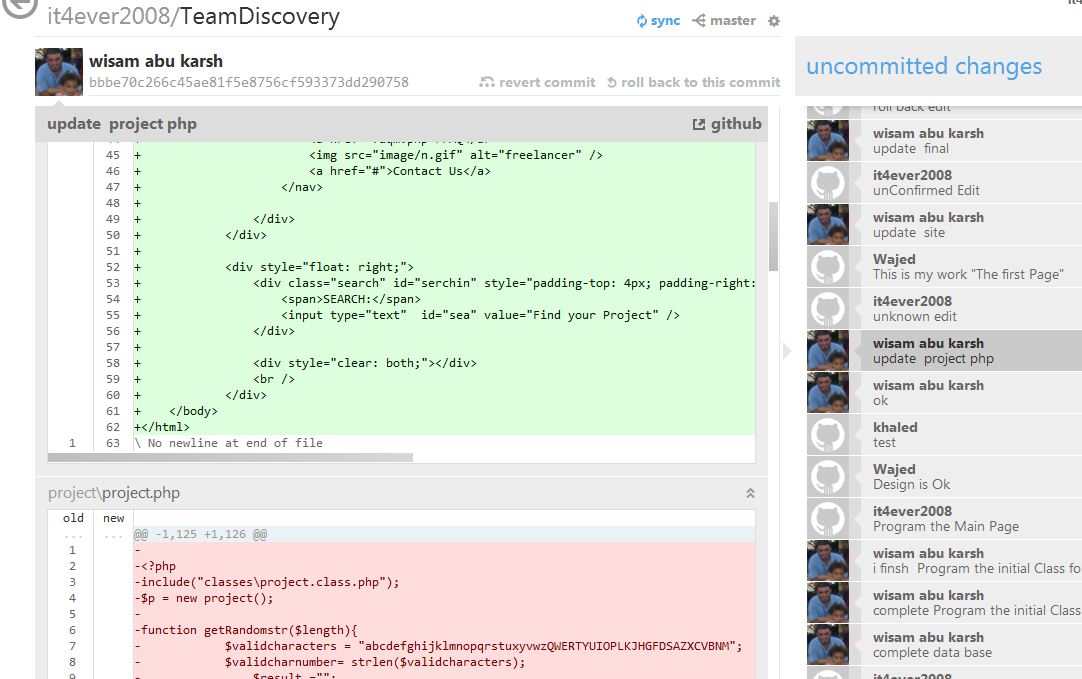 it4ever2008/TeamDiscovery
sync master
wisam abu karsh
bbbe70c266c45ae81f5e8756cf593373dd290758
revert commit roll back to this commit
update project php
github
45 + <img src="image/n.gif" alt="freelancer" />
46 + <a href="#">Contact Us</a>
47 + </nav>
48 +
49 + </div>
50 + </div>
51 +
52 + <div style="float: right;">
53 + <div class="search" id="serchin" style="padding-top: 4px; padding-right:
54 + <span>SEARCH:</span>
55 + <input type="text"  id="sea" value="Find your Project" />
56 + </div>
57 +
58 + <div style="clear: both;"></div>
59 + <br />
60 + </div>
61 + </body>
62 +</html>
1 63 \ No newline at end of file
project\project.php
old new
... ... @@ -1,125 +1,126 @@
1 -
2 -<?php
3 -include("classes\project.class.php");
4 -$p = new project();
5 -
6 -function getRandomstr($length){
7 - $validcharacters = "abcdefghijklmnopqrstuxyvwzQWERTYUIOPLKJHGFDSAZXCVBNM";
8 - $validcharnumber= strlen($validcharacters);
9 - $result ="";
uncommitted changes
roll back edit
wisam abu karsh
update final
it4ever2008
unConfirmed Edit
wisam abu karsh
update site
Wajed
This is my work "The first Page"
it4ever2008
unknown edit
wisam abu karsh
update project php
wisam abu karsh
ok
khaled
test
Wajed
Design is Ok
it4ever2008
Program the Main Page
wisam abu karsh
i finsh Program the initial Class fo
wisam abu karsh
complete Program the initial Class
wisam abu karsh
complete data base
it4ever2008